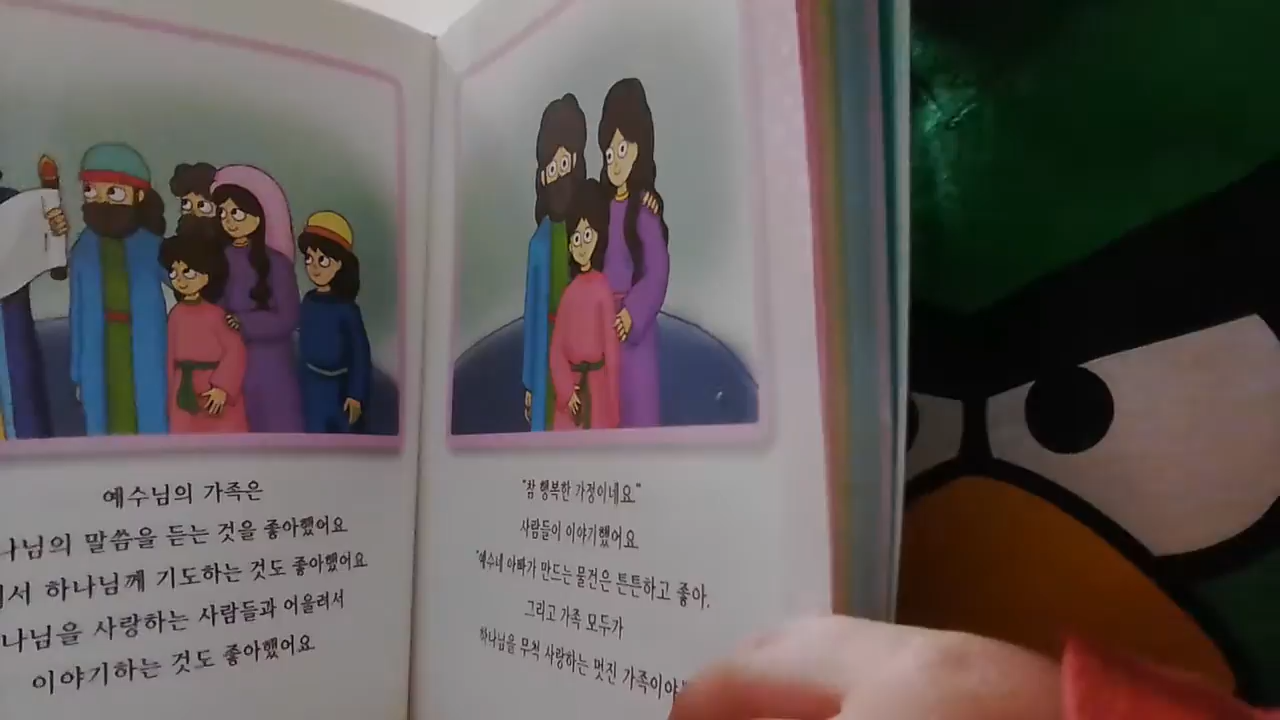 예수님의 가족은
나님의 말씀을 듣는 것을 좋아했어요
서 하나님께 기도하는 것도 좋아했어요
나님을 사랑하는 사람들과 어울려서
이야기하는 것도 좋아했어요
"참 행복한 가정이네요."
사람들이 이야기했어요
"예수네 아빠가 만드는 물건은 튼튼하고 좋아.
그리고 가족 모두가
하나님을 무척 사랑하는 멋진 가족이야